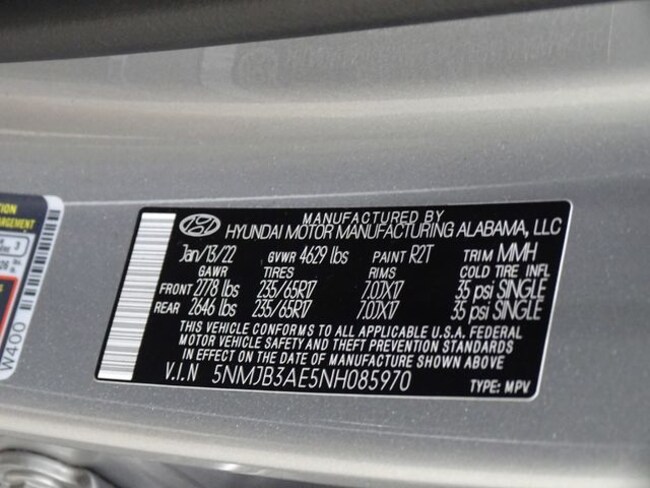 MANUFACTURED BY
HYUNDAI MOTOR MANUFACTURING ALABAMA, LLC
Jan/13/22 GVWR 4629 lbs PAINT R2T TRIM MMH
GAWR TIRES RIMS COLD TIRE INFL
FRONT 2778 lbs 235/65R17 7.0JX17 35 psi SINGLE
REAR 2646 lbs 235/65R17 7.0JX17 35 psi SINGLE
THIS VEHICLE CONFORMS TO ALL APPLICABLE U.S.A. FEDERAL
MOTOR VEHICLE SAFETY AND THEFT PREVENTION STANDARDS
IN EFFECT ON THE DATE OF MANUFACTURE SHOWN ABOVE
V.I.N 5NMJB3AE5NH085970 TYPE: MPV
W400
3